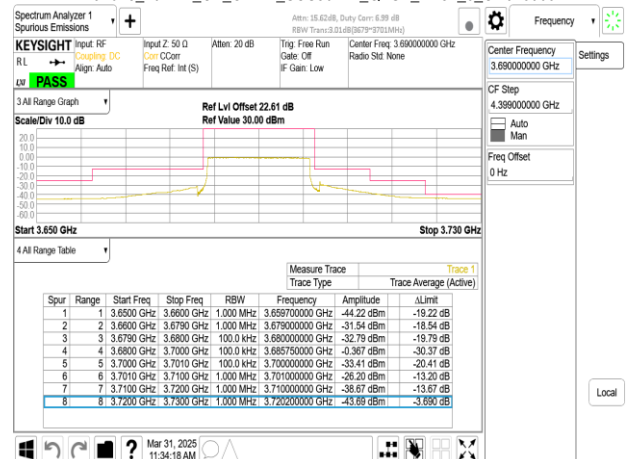 Spectrum Analyzer 1
Spurious Emissions
Attn: 15.62dB, Duty Corr: 6.99 dB
RBW Trans:3.01dB(3679~3701MHz)
Frequency
KEYSIGHT
Input: RF
Coupling: DC
Align: Auto
Input Z: 50 Ω
Corr CCorr
Freq Ref: Int (S)
Atten: 20 dB
Trig: Free Run
Gate: Off
IF Gain: Low
Center Freq: 3.690000000 GHz
Radio Std: None
RL
LXI
PASS
Center Frequency
3.690000000 GHz
Settings
CF Step
4.399000000 GHz
Auto
Man
Freq Offset
0 Hz
3 All Range Graph
Scale/Div 10.0 dB
Ref Lvl Offset 22.61 dB
Ref Value 30.00 dBm
20.0
10.0
0.00
-10.0
-20.0
-30.0
-40.0
-50.0
-60.0
Start 3.650 GHz
Stop 3.730 GHz
4 All Range Table
Measure Trace Trace 1
Trace Type Trace Average (Active)
Spur Range Start Freq Stop Freq RBW Frequency Amplitude ΔLimit
1 1 3.6500 GHz 3.6600 GHz 1.000 MHz 3.659700000 GHz -44.22 dBm -19.22 dB
2 2 3.6600 GHz 3.6790 GHz 1.000 MHz 3.679000000 GHz -31.54 dBm -18.54 dB
3 3 3.6790 GHz 3.6800 GHz 100.0 kHz 3.680000000 GHz -32.79 dBm -19.79 dB
4 4 3.6800 GHz 3.7000 GHz 100.0 kHz 3.685750000 GHz -0.367 dBm -30.37 dB
5 5 3.7000 GHz 3.7010 GHz 100.0 kHz 3.700000000 GHz -33.41 dBm -20.41 dB
6 6 3.7010 GHz 3.7100 GHz 1.000 MHz 3.701000000 GHz -26.20 dBm -13.20 dB
7 7 3.7100 GHz 3.7200 GHz 1.000 MHz 3.710000000 GHz -38.67 dBm -13.67 dB
8 8 3.7200 GHz 3.7300 GHz 1.000 MHz 3.720200000 GHz -43.69 dBm -3.690 dB
Local
Mar 31, 2025
11:34:18 AM